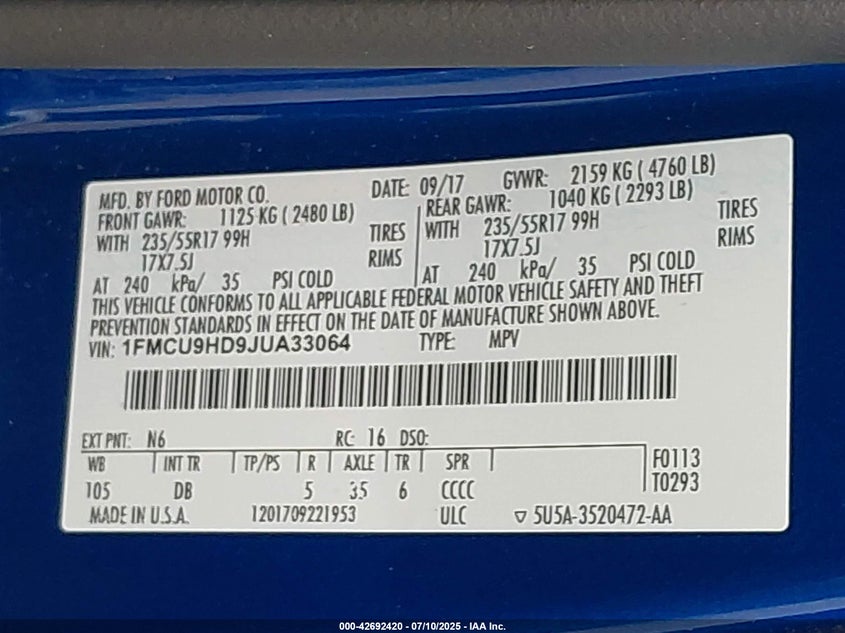 MFD. BY FORD MOTOR CO. DATE: 09/17 GVWR: 2159 KG ( 4760 LB)
FRONT GAWR: 1125 KG ( 2480 LB) REAR GAWR: 1040 KG ( 2293 LB)
WITH 235/55R17 99H TIRES WITH 235/55R17 99H TIRES
17X7.5J RIMS 17X7.5J RIMS
AT 240 kPa/ 35 PSI COLD AT 240 kPa/ 35 PSI COLD
THIS VEHICLE CONFORMS TO ALL APPLICABLE FEDERAL MOTOR VEHICLE SAFETY AND THEFT
PREVENTION STANDARDS IN EFFECT ON THE DATE OF MANUFACTURE SHOWN ABOVE.
VIN: 1FMCU9HD9JUA33064 TYPE: MPV
EXT PNT: N6 RC: 16 DSO:
WB INT TR TP/PS R AXLE TR SPR F0113
105 DB 5 35 6 CCCC T0293
MADE IN U.S.A. 1201709221953 ULC ▽ 5U5A-3520472-AA
000-42692420 - 07/10/2025 - IAA Inc.